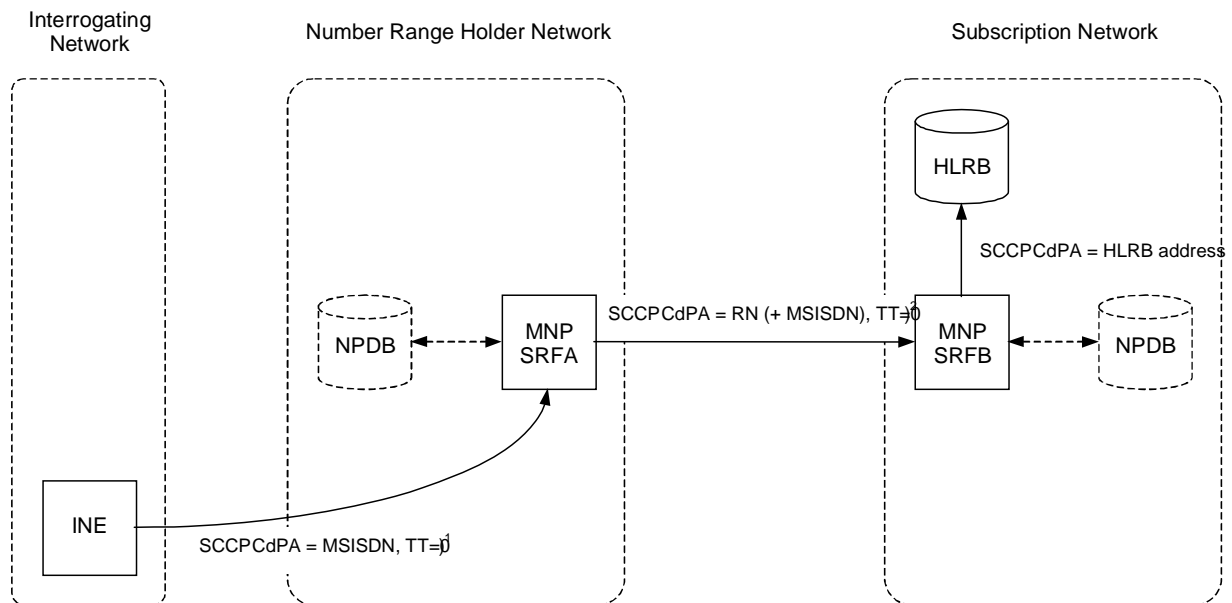 Interrogating
Network
Number Range Holder Network
Subscription Network
HLRB
SCCPCdPA = HLRB address
SCCPCdPA = RN (+ MSISDN), TT=0
NPDB
MNP
SRFA
MNP
SRFB
NPDB
INE
SCCPCdPA = MSISDN, TT=0